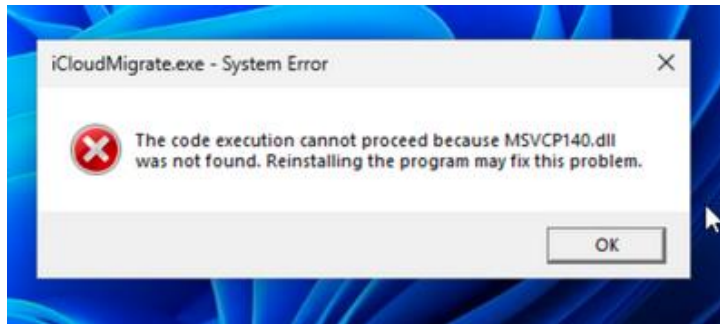 iCloudMigrate.exe - System Error
The code execution cannot proceed because MSVCP140.dll
was not found. Reinstalling the program may fix this problem.
OK